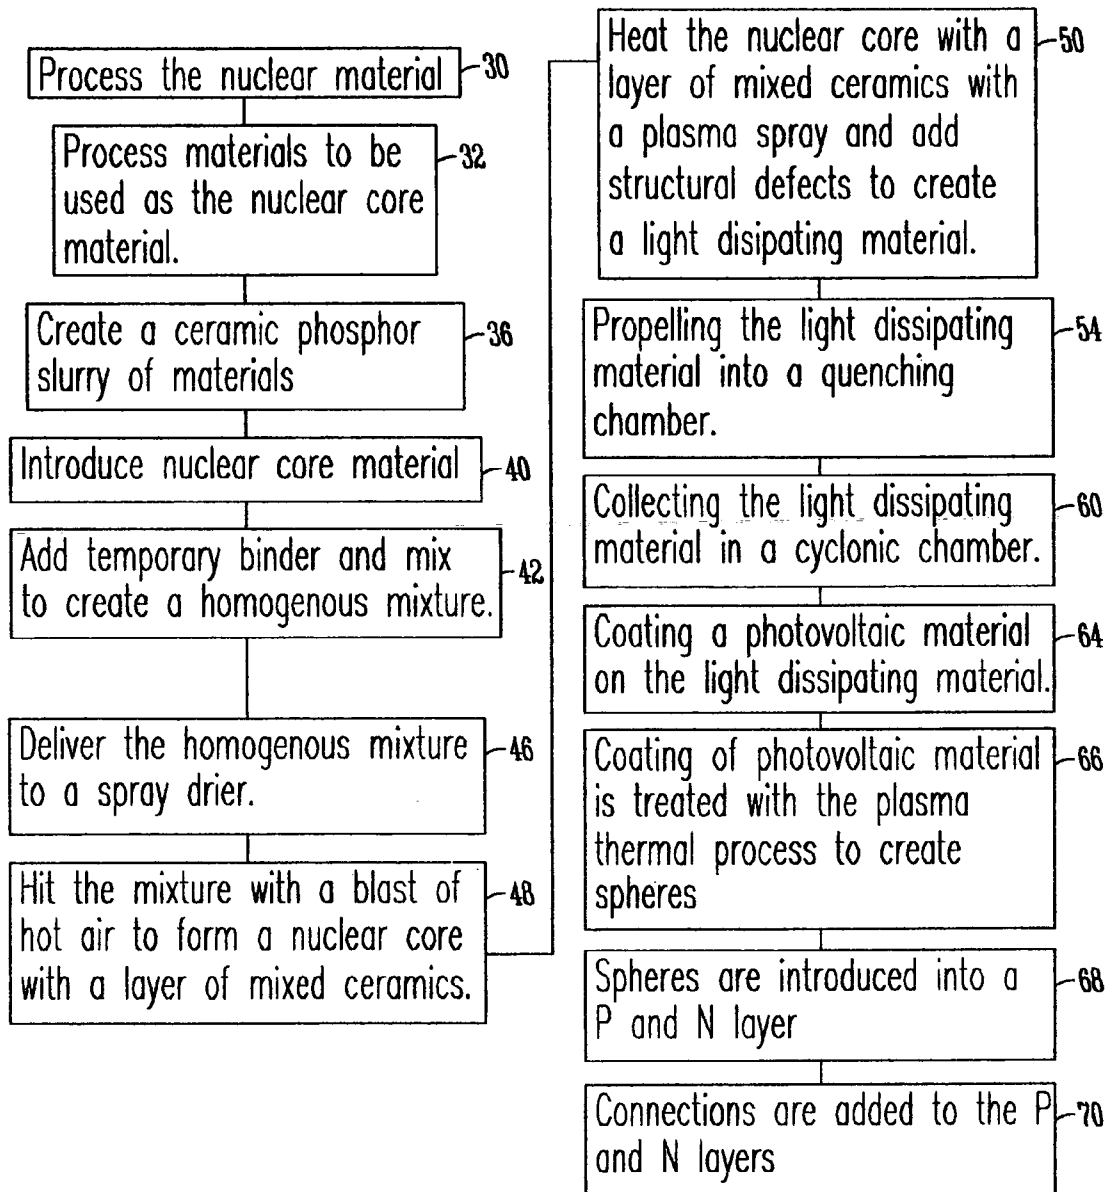 Process the nuclear material
30
Process materials to be
used as the nuclear core
material.
32
Create a ceramic phosphor
slurry of materials
36
Introduce nuclear core material
40
Add temporary binder and mix
to create a homogenous mixture.
42
Deliver the homogenous mixture
to a spray drier.
46
Hit the mixture with a blast of
hot air to form a nuclear core
with a layer of mixed ceramics.
48
Heat the nuclear core with a
layer of mixed ceramics with
a plasma spray and add
structural defects to create
a light disipating material.
50
Propelling the light dissipating
material into a quenching
chamber.
54
Collecting the light dissipating
material in a cyclonic chamber.
60
Coating a photovoltaic material
on the light dissipating material.
64
Coating of photovoltaic material
is treated with the plasma
thermal process to create
spheres
66
Spheres are introduced into a
P and N layer
68
Connections are added to the P
and N layers
70